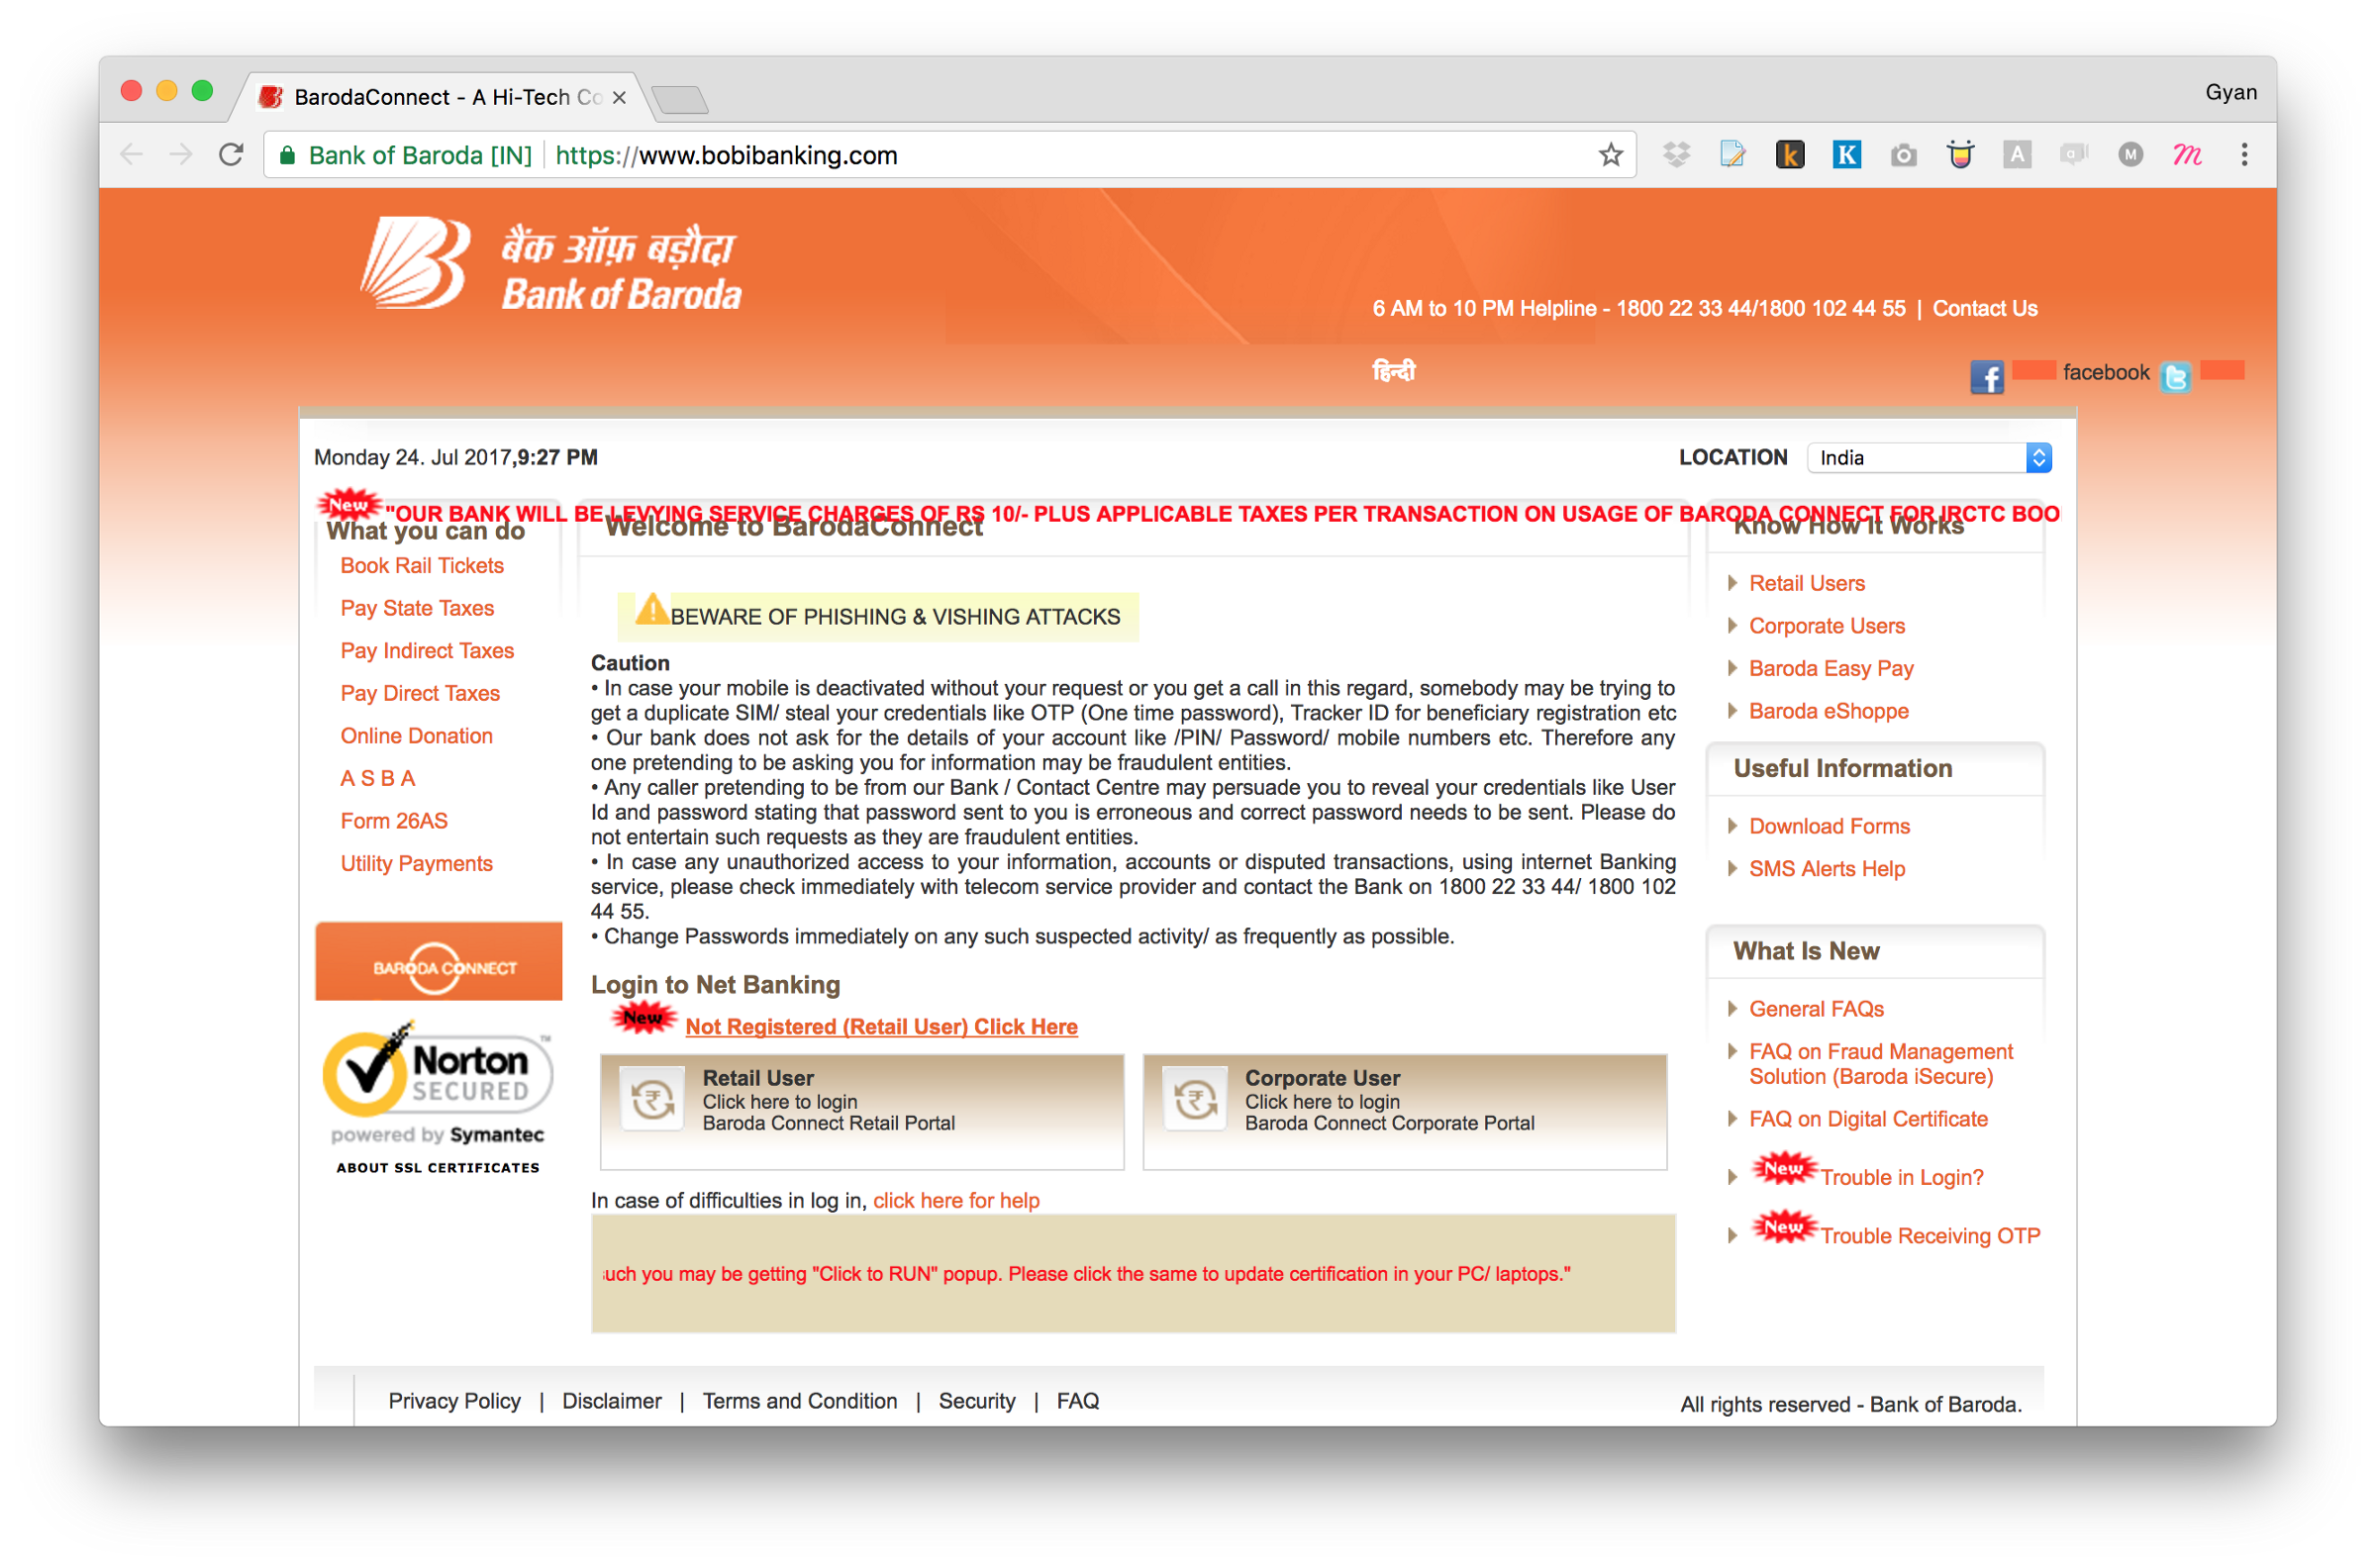 BarodaConnect - A Hi-Tech Co
Gyan
Bank of Baroda [IN] https://www.bobibanking.com
बैंक ऑफ़ बड़ौदा
Bank of Baroda
6 AM to 10 PM Helpline - 1800 22 33 44/1800 102 44 55 | Contact Us
हिन्दी
facebook
Monday 24. Jul 2017,9:27 PM
LOCATION India
New "OUR BANK WILL BE LEVYING SERVICE CHARGES OF RS 10/- PLUS APPLICABLE TAXES PER TRANSACTION ON USAGE OF BARODA CONNECT FOR IRCTC BOO
What you can do
Book Rail Tickets
Pay State Taxes
Pay Indirect Taxes
Pay Direct Taxes
Online Donation
A S B A
Form 26AS
Utility Payments
BARODA CONNECT
Norton
SECURED
powered by Symantec
ABOUT SSL CERTIFICATES
Welcome to BarodaConnect
BEWARE OF PHISHING & VISHING ATTACKS
Caution
• In case your mobile is deactivated without your request or you get a call in this regard, somebody may be trying to
get a duplicate SIM/ steal your credentials like OTP (One time password), Tracker ID for beneficiary registration etc
• Our bank does not ask for the details of your account like /PIN/ Password/ mobile numbers etc. Therefore any
one pretending to be asking you for information may be fraudulent entities.
• Any caller pretending to be from our Bank / Contact Centre may persuade you to reveal your credentials like User
Id and password stating that password sent to you is erroneous and correct password needs to be sent. Please do
not entertain such requests as they are fraudulent entities.
• In case any unauthorized access to your information, accounts or disputed transactions, using internet Banking
service, please check immediately with telecom service provider and contact the Bank on 1800 22 33 44/ 1800 102
44 55.
• Change Passwords immediately on any such suspected activity/ as frequently as possible.
Login to Net Banking
New Not Registered (Retail User) Click Here
Retail User
Click here to login
Baroda Connect Retail Portal
Corporate User
Click here to login
Baroda Connect Corporate Portal
In case of difficulties in log in, click here for help
such you may be getting "Click to RUN" popup. Please click the same to update certification in your PC/ laptops."
Know How It Works
Retail Users
Corporate Users
Baroda Easy Pay
Baroda eShoppe
Useful Information
Download Forms
SMS Alerts Help
What Is New
General FAQs
FAQ on Fraud Management
Solution (Baroda iSecure)
FAQ on Digital Certificate
New Trouble in Login?
New Trouble Receiving OTP
Privacy Policy | Disclaimer | Terms and Condition | Security | FAQ
All rights reserved - Bank of Baroda.